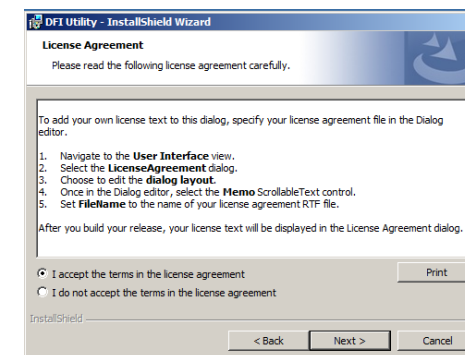 DFI Utility - InstallShield Wizard
License Agreement
Please read the following license agreement carefully.
To add your own license text to this dialog, specify your license agreement file in the Dialog
editor.
1. Navigate to the User Interface view.
2. Select the LicenseAgreement dialog.
3. Choose to edit the dialog layout.
4. Once in the Dialog editor, select the Memo ScrollableText control.
5. Set FileName to the name of your license agreement RTF file.
After you build your release, your license text will be displayed in the License Agreement dialog.
I accept the terms in the license agreement
Print
I do not accept the terms in the license agreement
InstallShield
< Back
Next >
Cancel